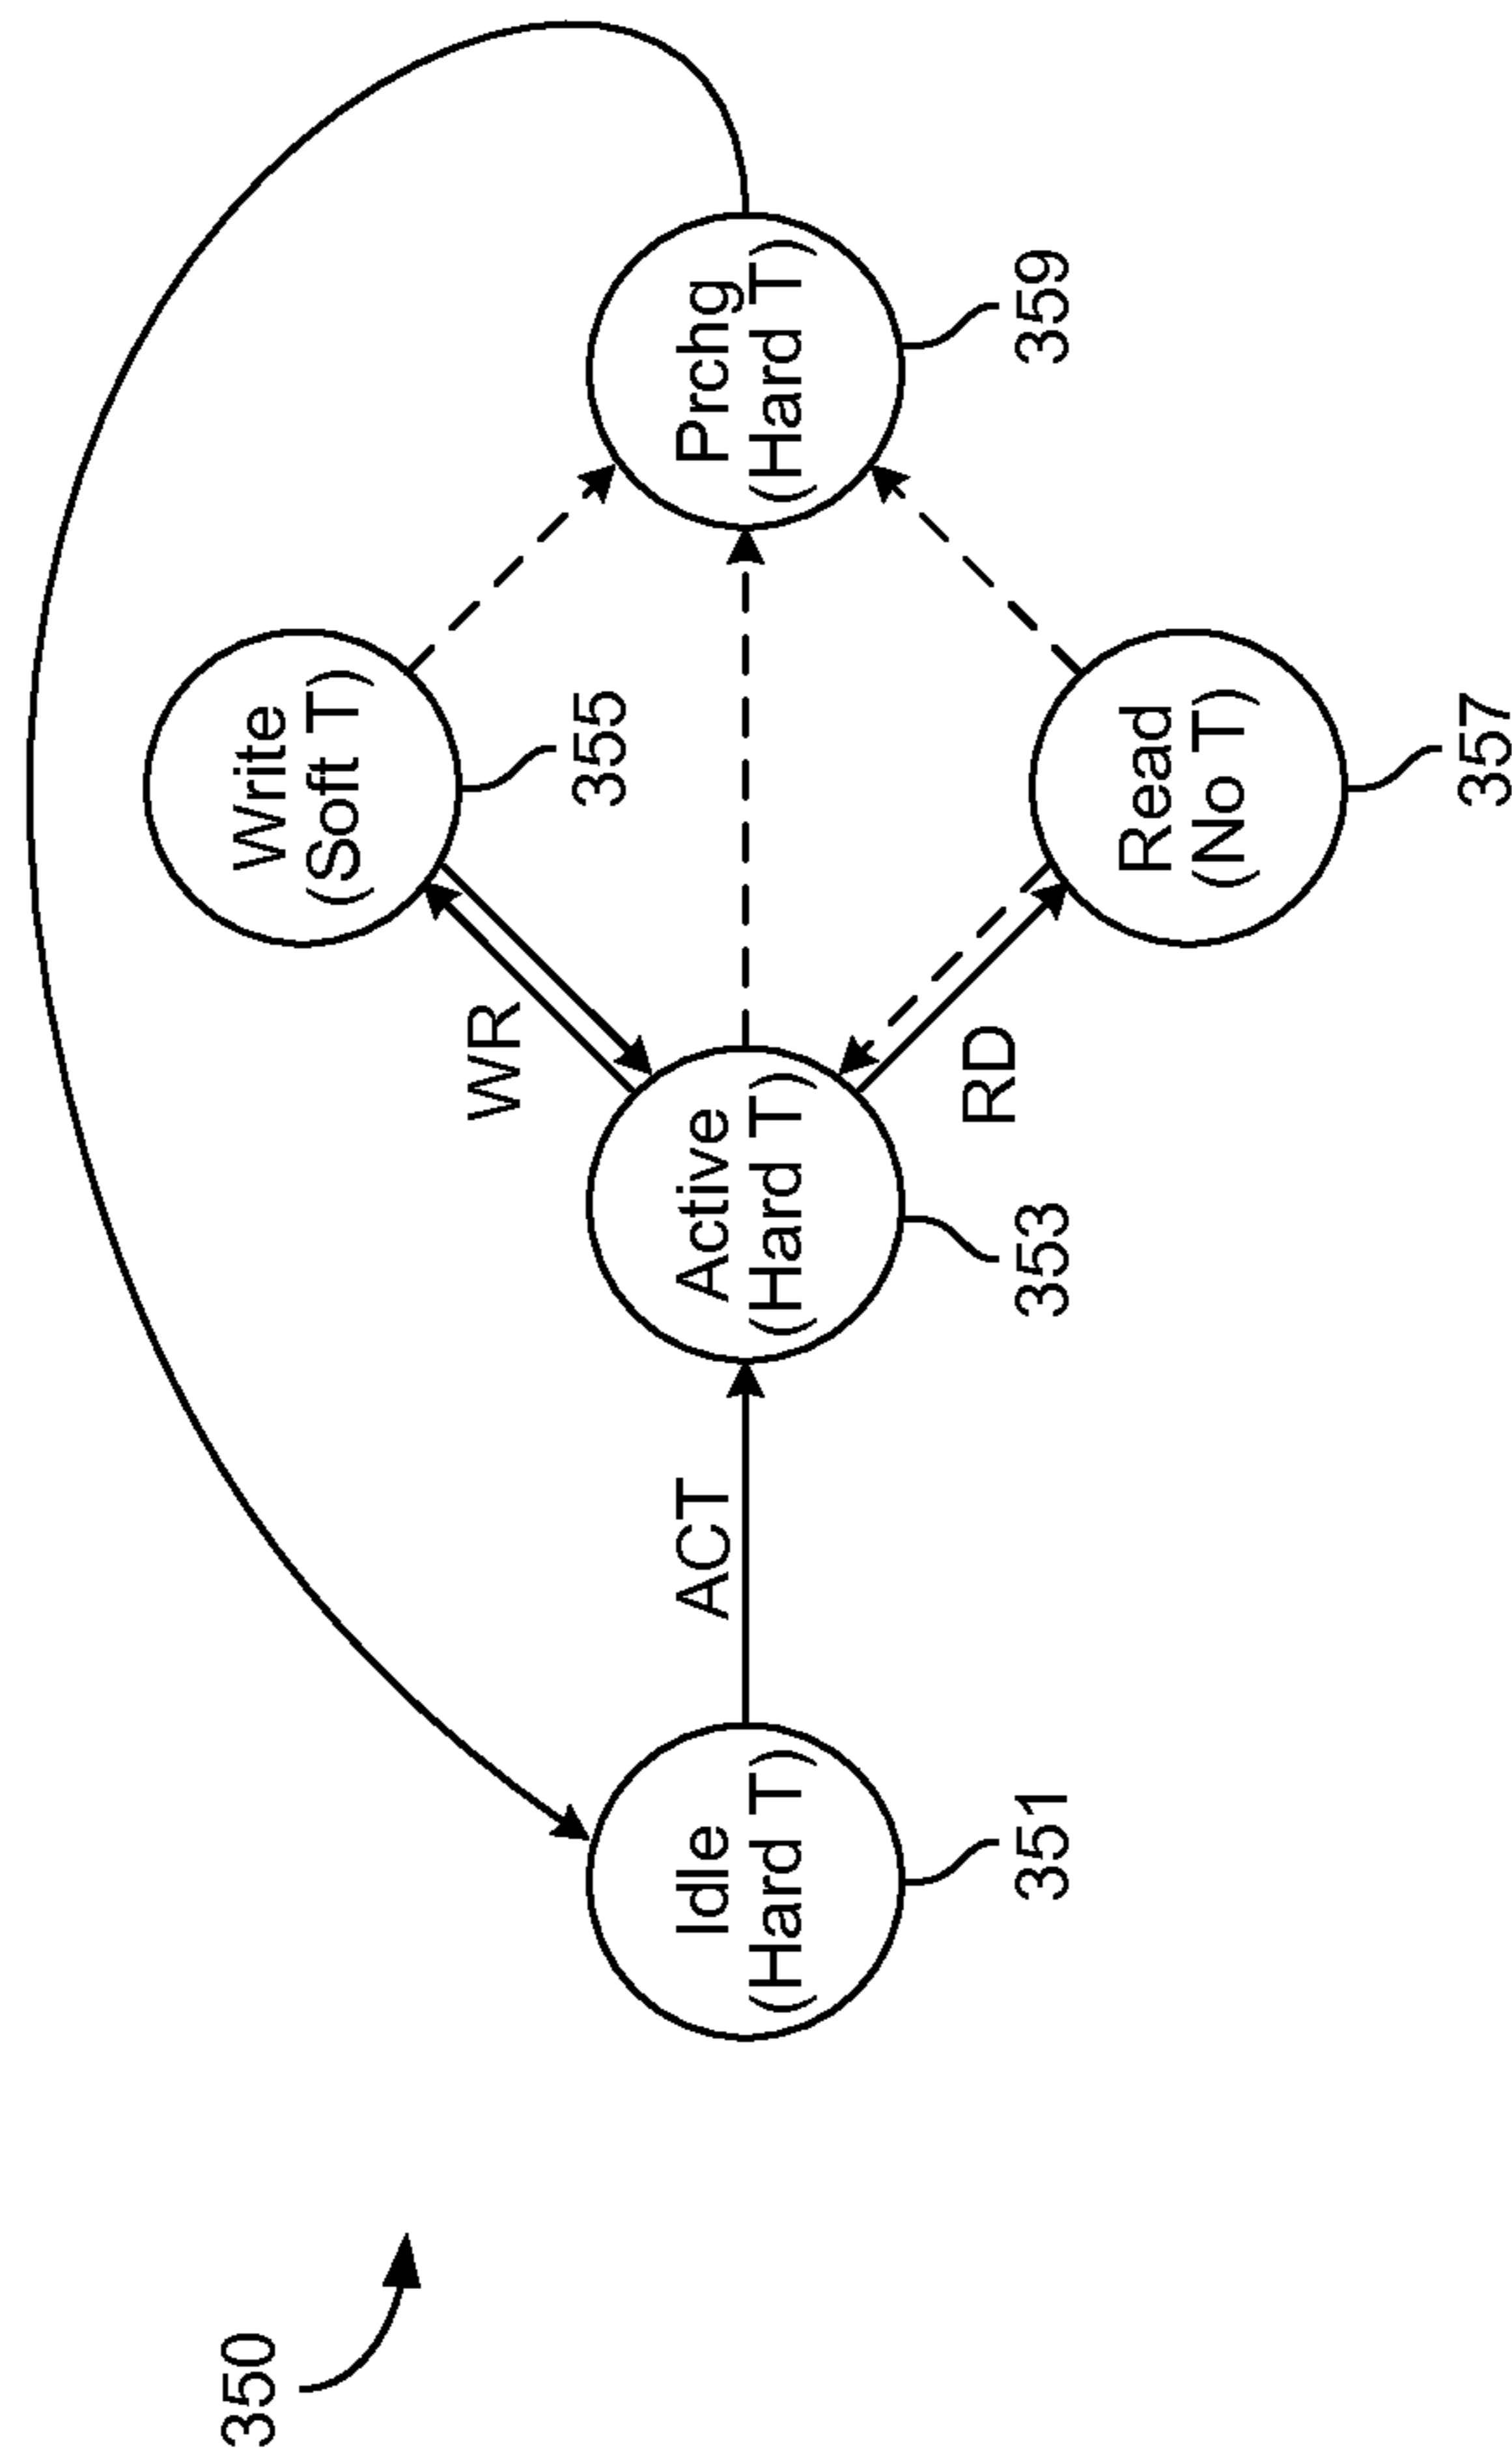 350
Write
(Soft T)
355
WR
Idle
(Hard T)
351
ACT
Active
(Hard T)
353
Prchg
(Hard T)
359
RD
Read
(No T)
357